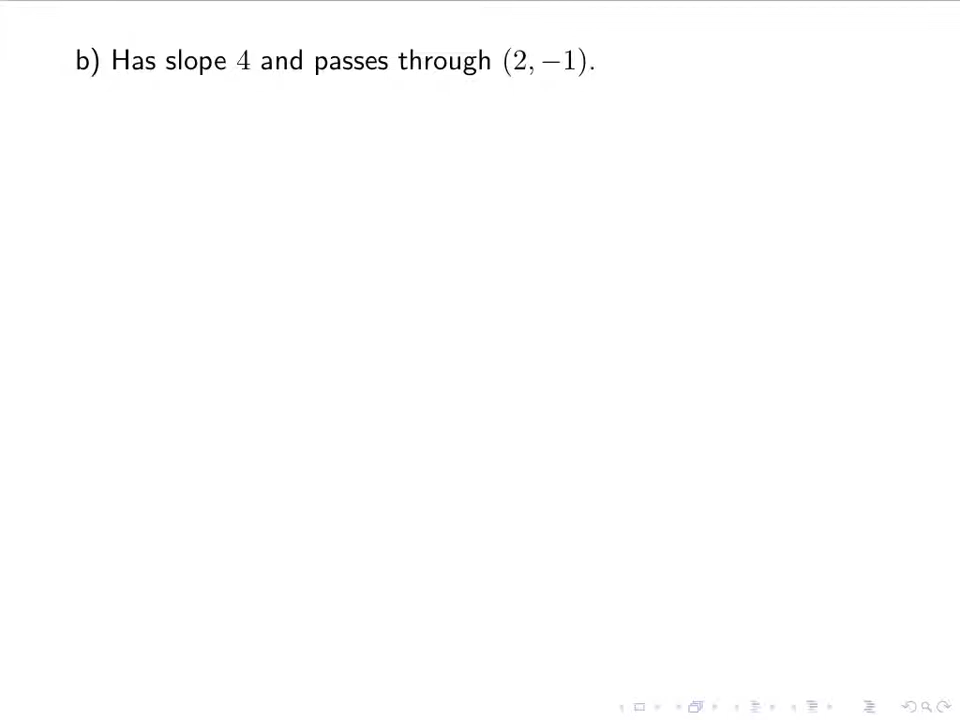 b) Has slope 4 and passes through (2, −1).